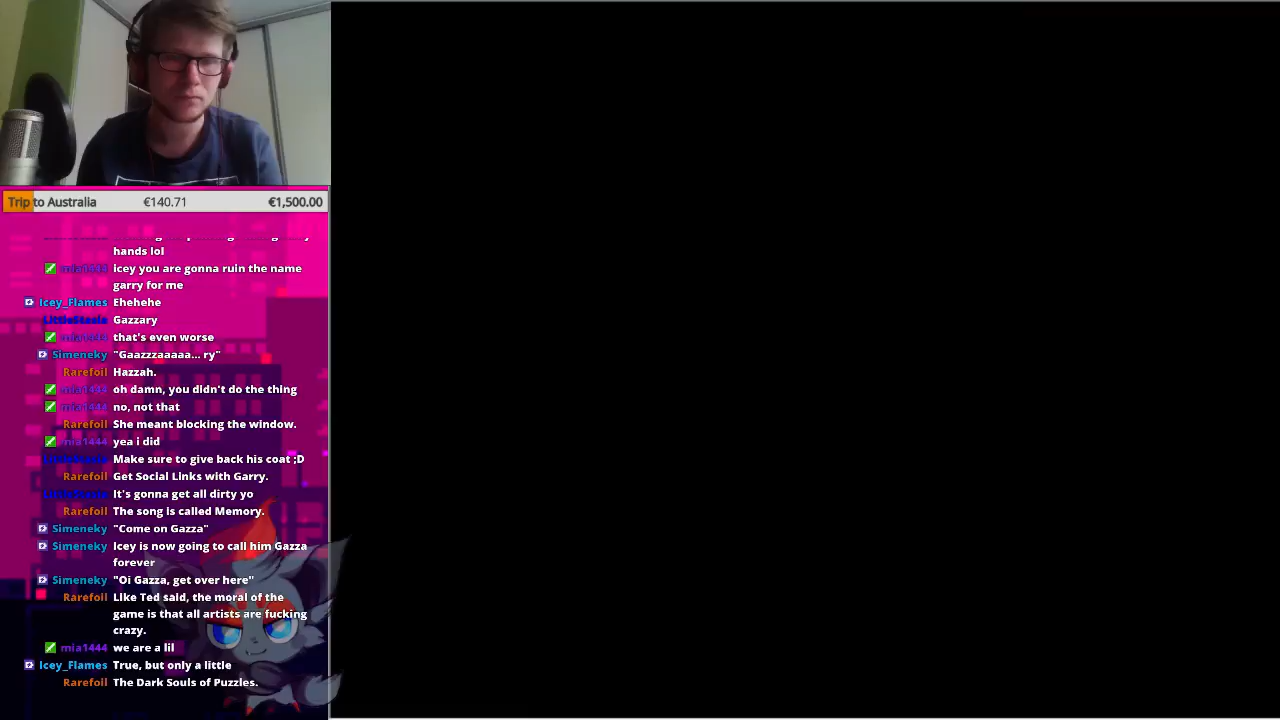 Trip to Australia €140.71 €1,500.00
hands lol
mia1444 icey you are gonna ruin the name
garry for me
Icey_Flames Ehehehe
LittleSteele Gazzary
mia1444 that's even worse
Simeneky "Gaazzzaaaaa... ry"
Rarefoil Hazzah.
mia1444 oh damn, you didn't do the thing
mia1444 no, not that
Rarefoil She meant blocking the window.
mia1444 yea i did
Make sure to give back his coat ;D
Rarefoil Get Social Links with Garry.
It's gonna get all dirty yo
Rarefoil The song is called Memory.
Simeneky "Come on Gazza"
Simeneky Icey is now going to call him Gazza
forever
Simeneky "Oi Gazza, get over here"
Rarefoil Like Ted said, the moral of the
game is that all artists are fucking
crazy.
mia1444 we are a lil
Icey_Flames True, but only a little
Rarefoil The Dark Souls of Puzzles.